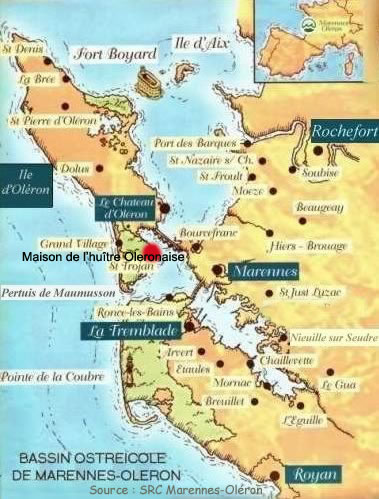 Marennes
Oléron
Ile d'Aix
Fort Boyard
St Denis
La Brée
St Pierre d'Oléron
Port des Barques
Rochefort
St Nazaire s/ Ch.
Dolus
St Froult
Soubise
Moeze
Ile
d'Oléron
Le Chateau
d'Oléron
Beaugeay
Bourcefranc
Grand Village
Hiers - Brouage
Maison de l'huître Oleronaise
St Trojan
Marennes
Pertuis de Maumusson
St Just Luzac
Ronce-les-Bains
La Tremblade
Nieuille sur Seudre
Arvert
Chaillevette
Etaules
Pointe de la Coubre
Mornac
Le Gua
Breuillet
L'Eguille
BASSIN OSTREICOLE
DE MARENNES-OLERON
Royan
Source : SRC Marennes-Oléron